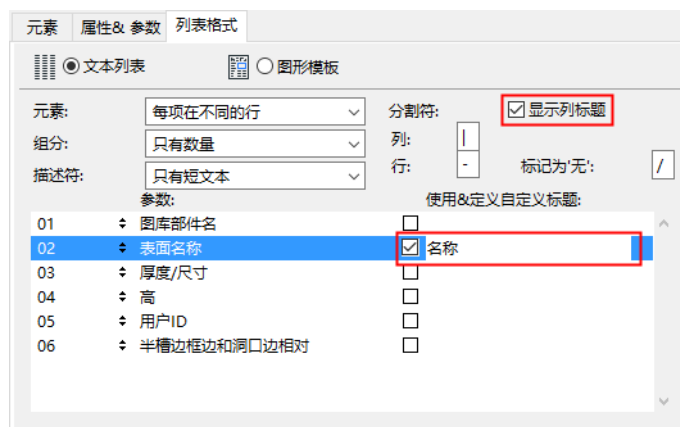 元素 属性& 参数 列表格式
文本列表 图形模板
元素: 每项在不同的行 分割符: 显示列标题
组分: 只有数量 列: |
描述符: 只有短文本 行: - 标记为'无': /
参数: 使用&定义自定义标题:
01 图库部件名
02 表面名称 名称
03 厚度/尺寸
04 高
05 用户ID
06 半槽边框边和洞口边相对